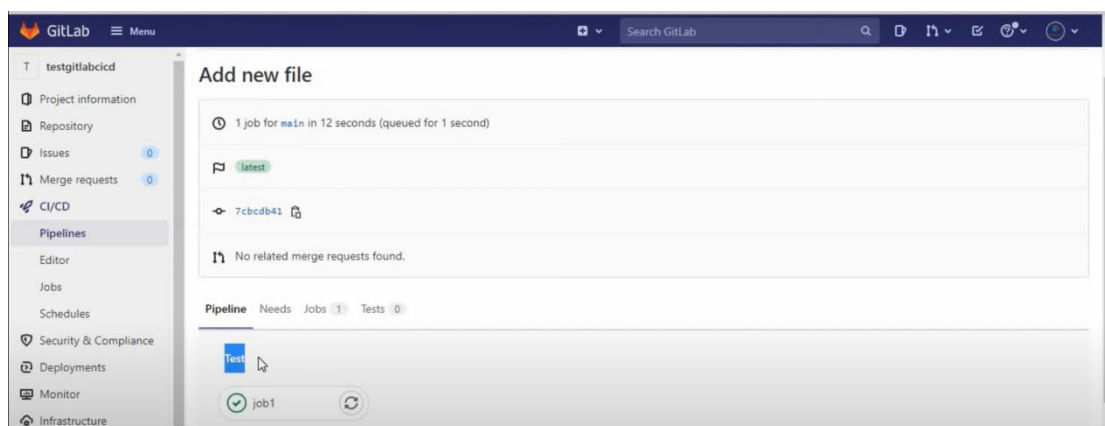 GitLab Menu Search GitLab
T testgitlabcicd
Project information
Repository
Issues 0
Merge requests 0
CI/CD
Pipelines
Editor
Jobs
Schedules
Security & Compliance
Deployments
Monitor
Infrastructure
Add new file
1 job for main in 12 seconds (queued for 1 second)
latest
7cbcdb41
No related merge requests found.
Pipeline Needs Jobs 1 Tests 0
Test
job1